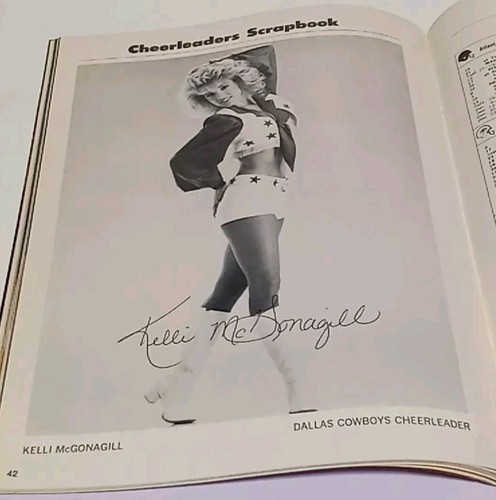 Cheerleaders Scrapbook
Kelli McGonagill
DALLAS COWBOYS CHEERLEADER
KELLI McGONAGILL
42